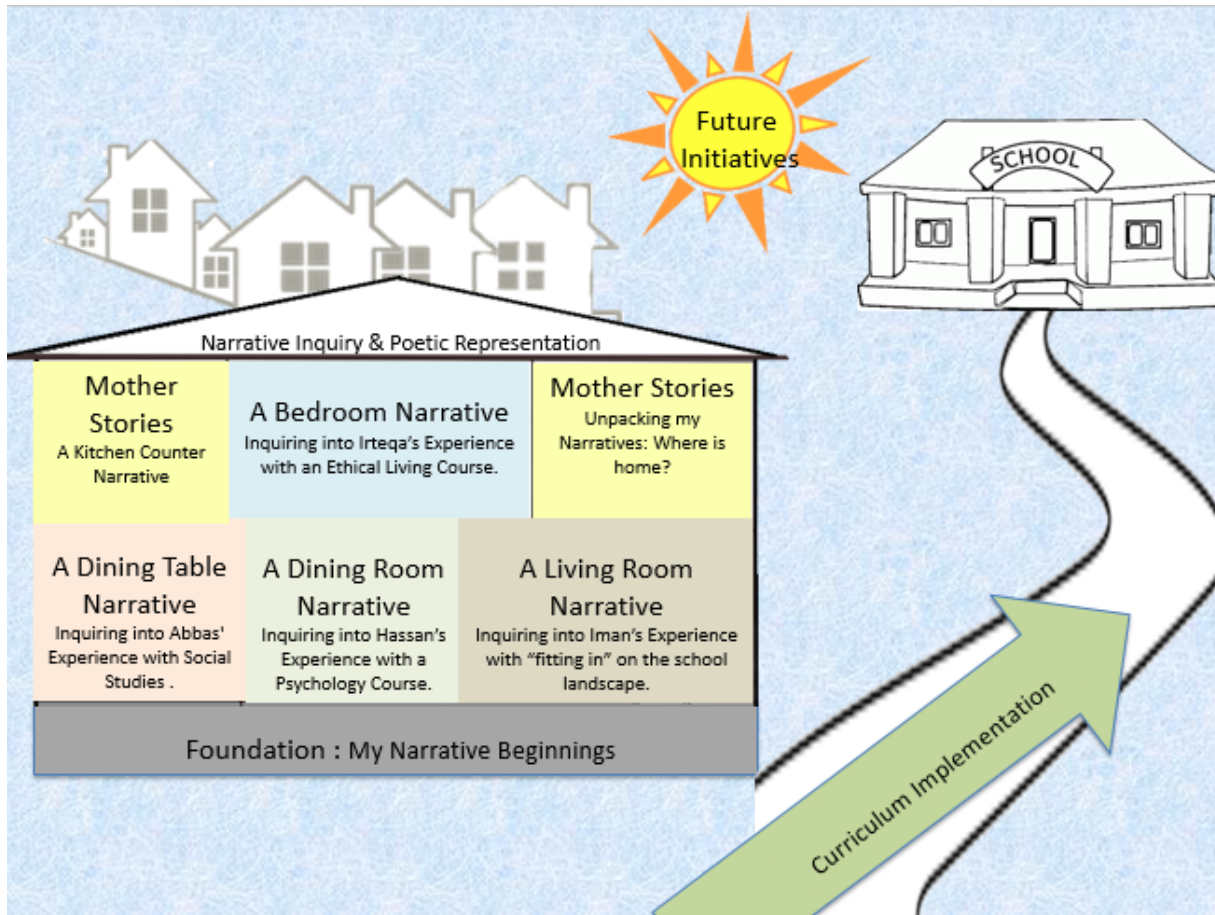 Future
Initiatives
SCHOOL
Narrative Inquiry & Poetic Representation
Mother
Stories
A Kitchen Counter
Narrative
A Bedroom Narrative
Inquiring into Irteqa's Experience
with an Ethical Living Course.
Mother Stories
Unpacking my
Narratives: Where is
home?
A Dining Table
Narrative
Inquiring into Abbas'
Experience with Social
Studies .
A Dining Room
Narrative
Inquiring into Hassan's
Experience with a
Psychology Course.
A Living Room
Narrative
Inquiring into Iman's Experience
with “fitting in” on the school
landscape.
Foundation : My Narrative Beginnings
Curriculum Implementation